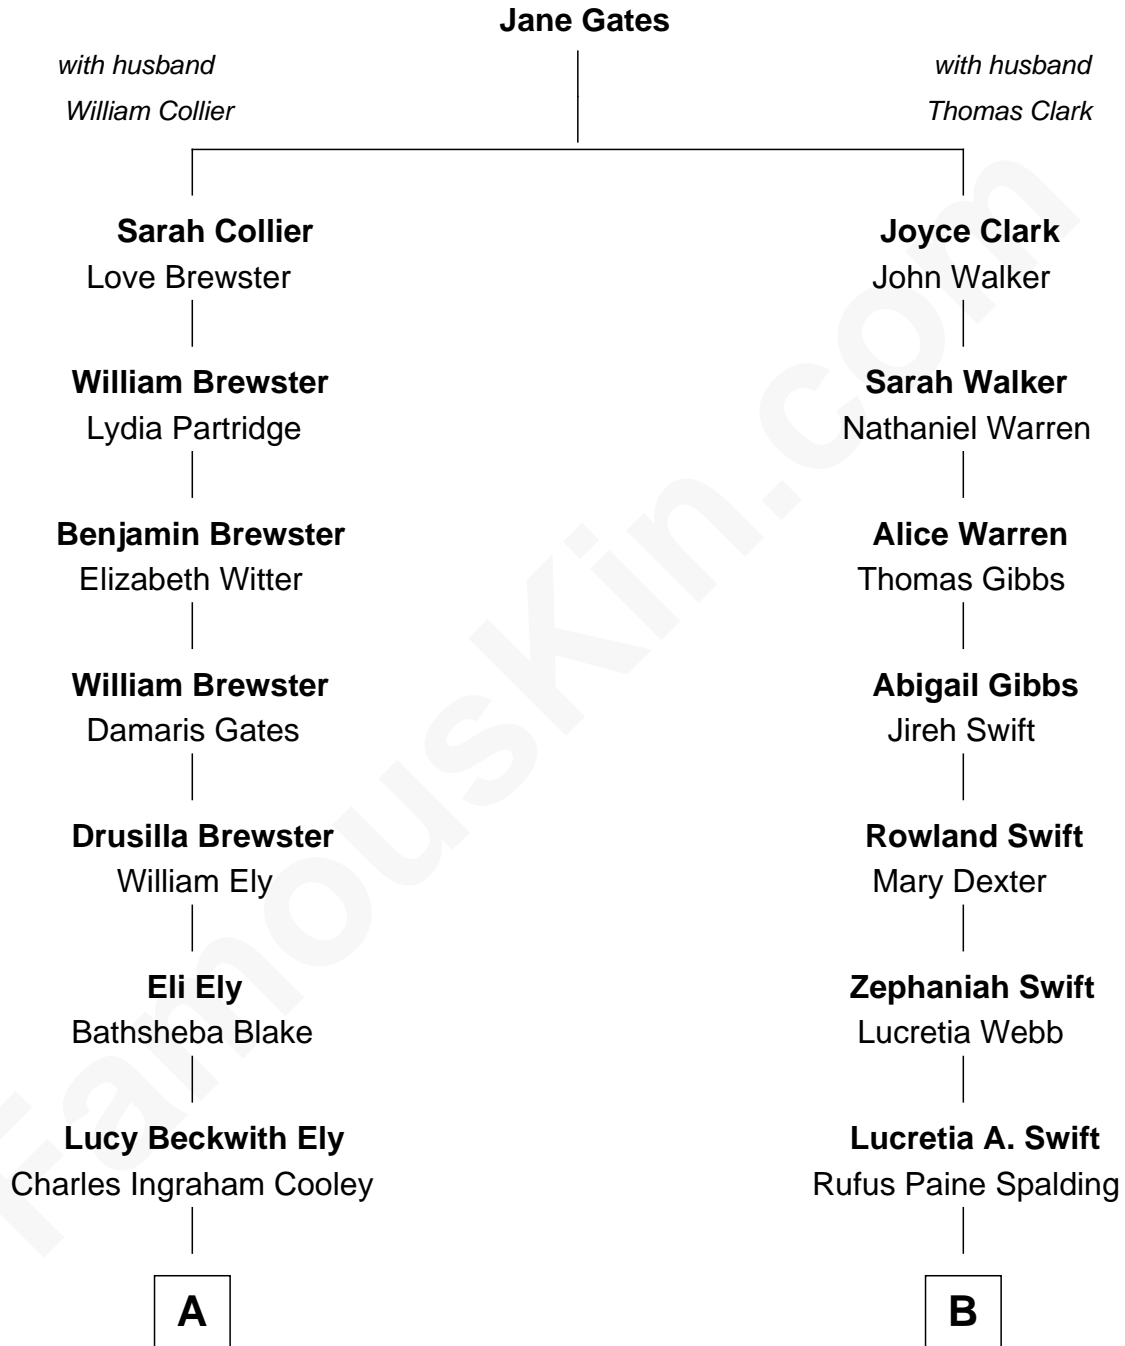 Jane Gates
with husband
William Collier
with husband
Thomas Clark
Sarah Collier
Love Brewster
Joyce Clark
John Walker
William Brewster
Lydia Partridge
Sarah Walker
Nathaniel Warren
Benjamin Brewster
Elizabeth Witter
Alice Warren
Thomas Gibbs
William Brewster
Damaris Gates
Abigail Gibbs
Jireh Swift
Drusilla Brewster
William Ely
Rowland Swift
Mary Dexter
Eli Ely
Bathsheba Blake
Zephaniah Swift
Lucretia Webb
Lucy Beckwith Ely
Charles Ingraham Cooley
Lucretia A. Swift
Rufus Paine Spalding
A
B
FamousKin.com